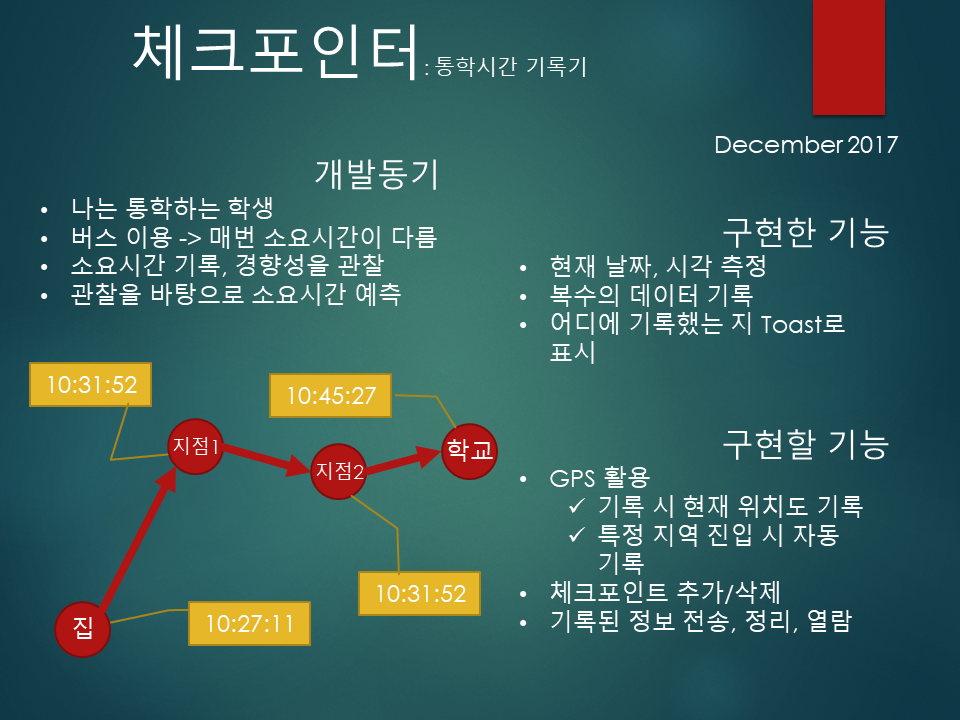 체크포인터 : 통학시간 기록기
December 2017
개발동기
• 나는 통학하는 학생
• 버스 이용 -> 매번 소요시간이 다름
• 소요시간 기록, 경향성을 관찰
• 관찰을 바탕으로 소요시간 예측
구현한 기능
• 현재 날짜, 시각 측정
• 복수의 데이터 기록
• 어디에 기록했는 지 Toast로
표시
10:31:52
10:45:27
지점1
지점2
학교
10:31:52
집
10:27:11
구현할 기능
• GPS 활용
✓ 기록 시 현재 위치도 기록
✓ 특정 지역 진입 시 자동
기록
• 체크포인트 추가/삭제
• 기록된 정보 전송, 정리, 열람